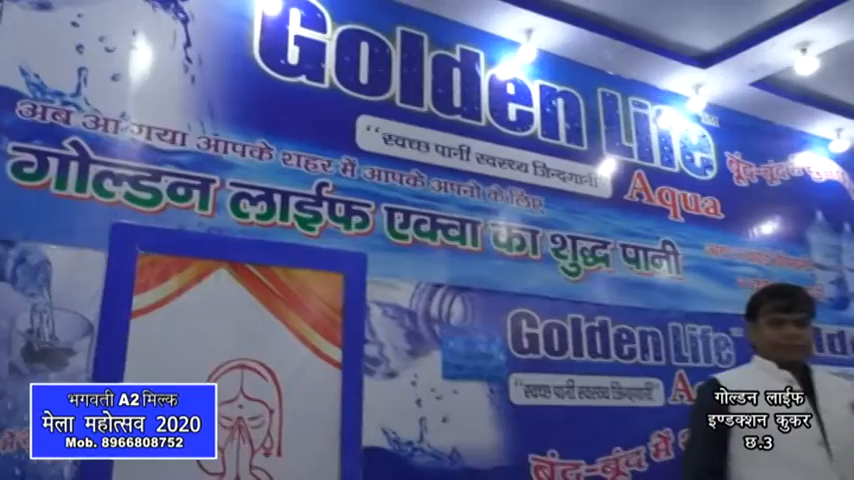 Golden Life
"स्वच्छ पानी स्वस्थ्य जिन्दगानी"
Aqua
बूँद-बूँद
अब आ गया आपके शहर में आपके अपनो के लिए
गोल्डन लाईफ एक्वा का शुद्ध पानी
Golden Life
"स्वच्छ पानी स्वस्थ्य जिन्दगानी"
बूंद-बूंद में
भगवती A2 मिल्क
मेला महोत्सव 2020
Mob. 8966808752
गोल्डन लाईफ
इण्डक्शन कुकर
छ.3